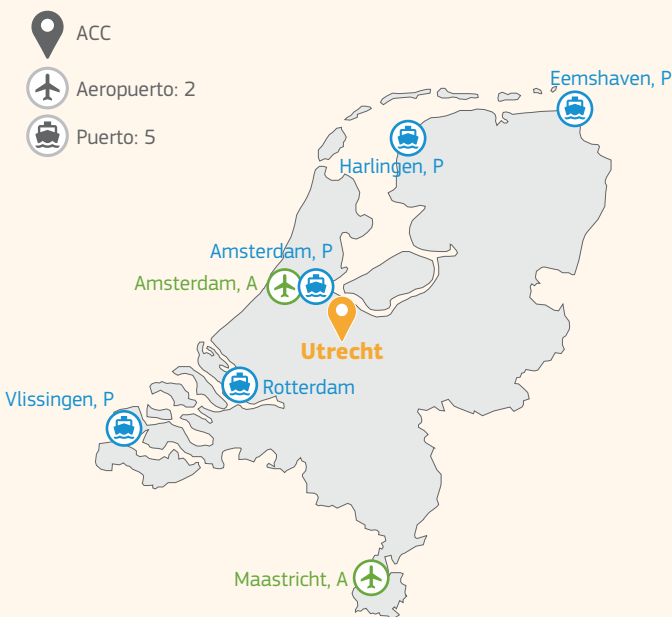 ACC
Aeropuerto: 2
Puerto: 5
Eemshaven, P
Harlingen, P
Amsterdam, P
Amsterdam, A
Utrecht
Rotterdam
Vlissingen, P
Maastricht, A